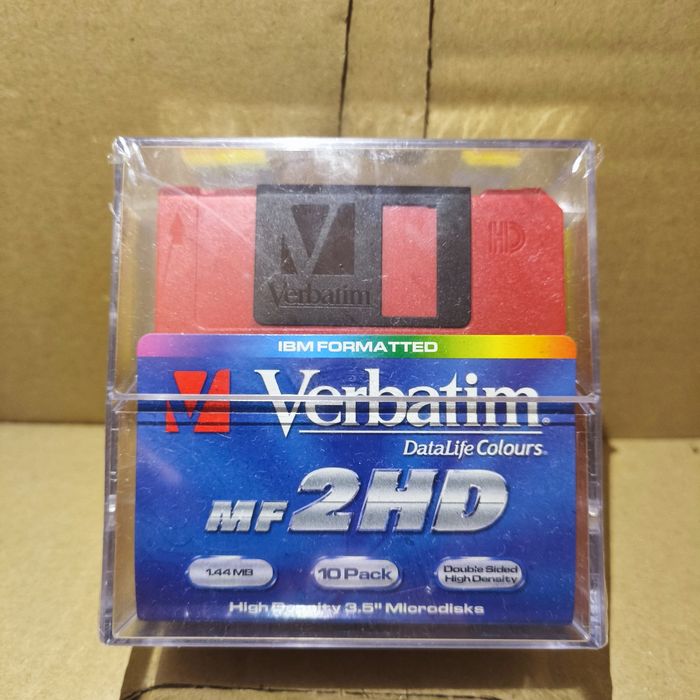 HD
Verbatim
IBM FORMATTED
Verbatim
DataLife Colours
MF 2HD
1.44 MB
10 Pack
Double Sided
High Density
High Density 3.5" Microdisks